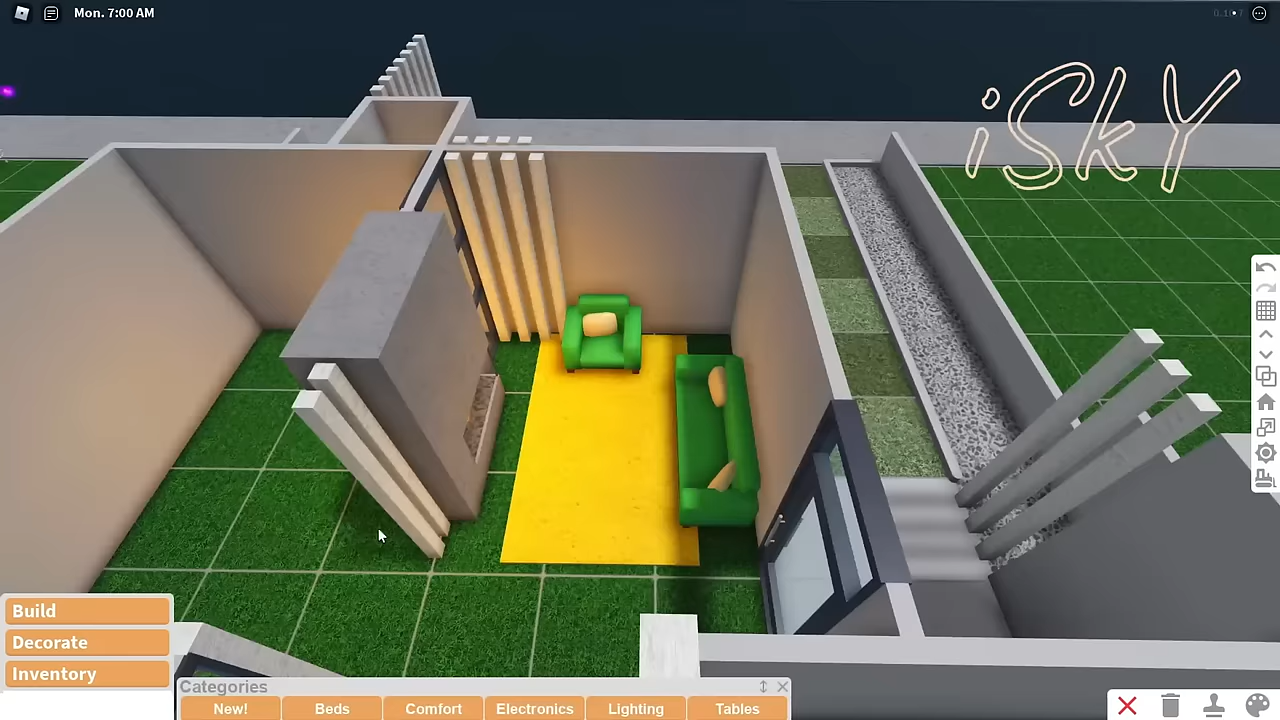 Mon. 7:00 AM
iSkY
Build
Decorate
Inventory
Categories
New!
Beds
Comfort
Electronics
Lighting
Tables